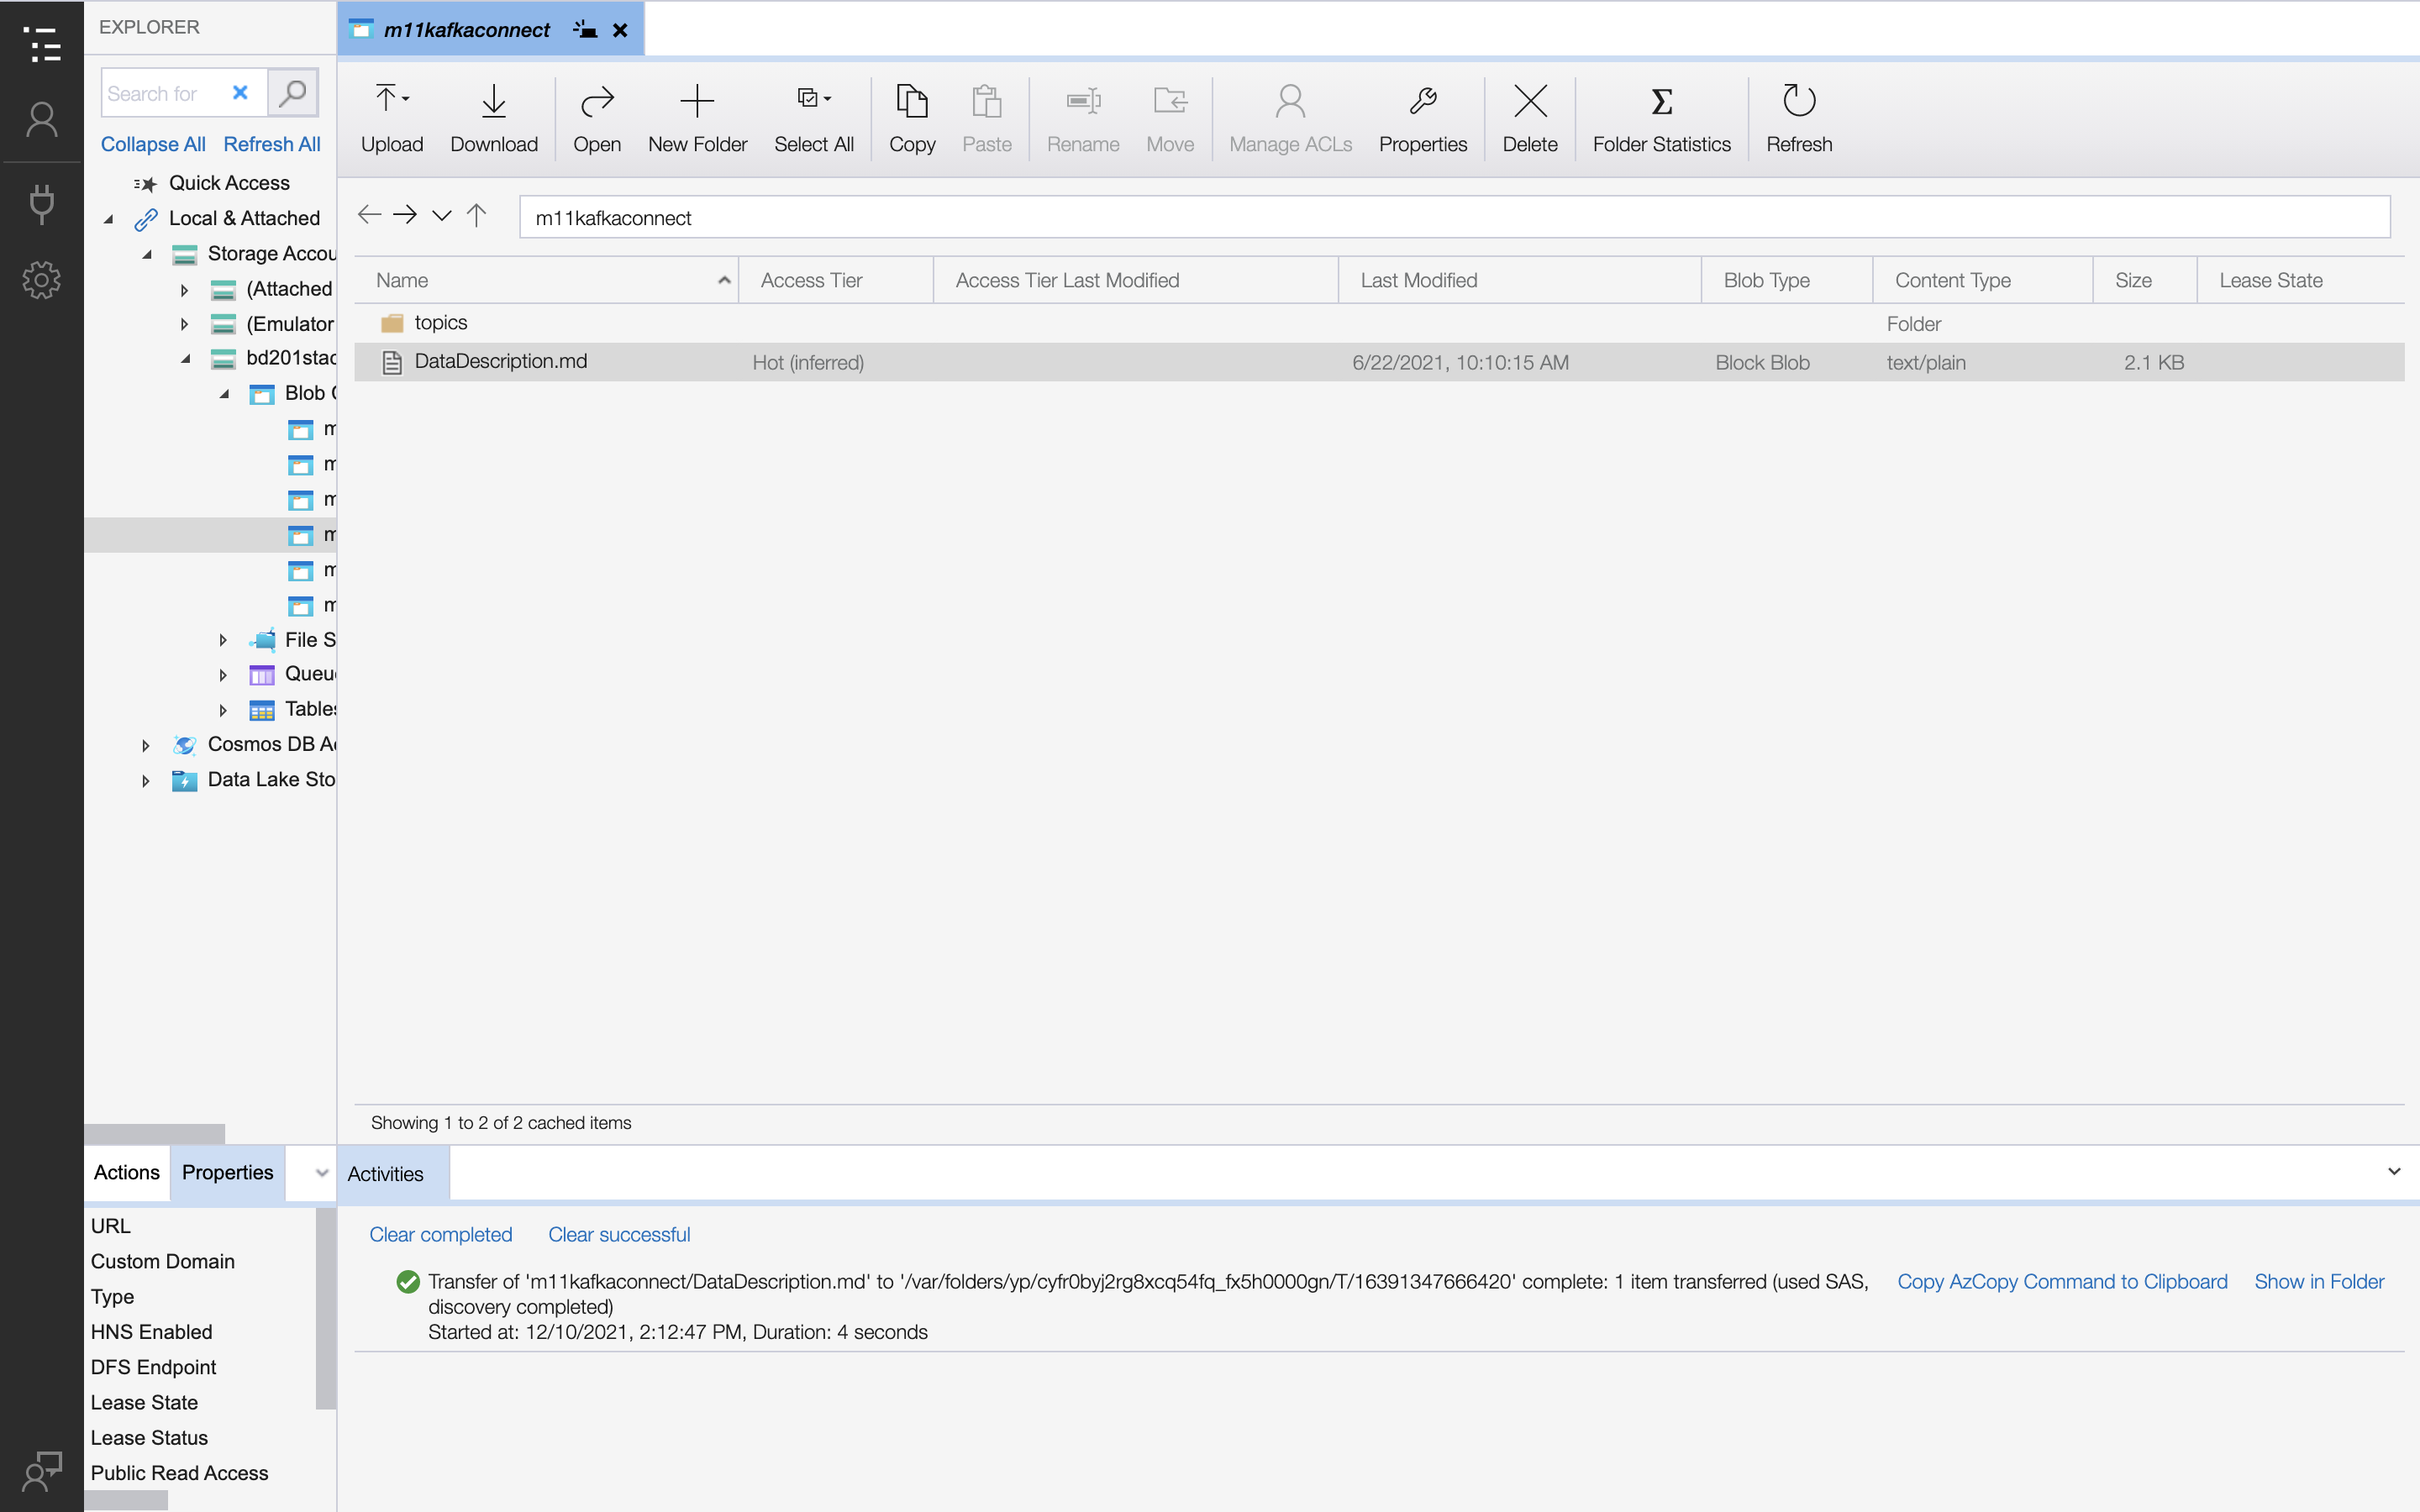 EXPLORER
Search for
Collapse All Refresh All
Quick Access
Local & Attached
Storage Accou
(Attached
(Emulator
bd201stac
Blob
m
m
m
m
m
m
File S
Queu
Tables
Cosmos DB A
Data Lake Sto
m11kafkaconnect
Upload Download Open New Folder Select All Copy Paste Rename Move Manage ACLs Properties Delete Folder Statistics Refresh
m11kafkaconnect
Name Access Tier Access Tier Last Modified Last Modified Blob Type Content Type Size Lease State
topics Folder
DataDescription.md Hot (inferred) 6/22/2021, 10:10:15 AM Block Blob text/plain 2.1 KB
Showing 1 to 2 of 2 cached items
Actions Properties
URL
Custom Domain
Type
HNS Enabled
DFS Endpoint
Lease State
Lease Status
Public Read Access
Activities
Clear completed Clear successful
Transfer of 'm11kafkaconnect/DataDescription.md' to '/var/folders/yp/cyfr0byj2rg8xcq54fq_fx5h0000gn/T/16391347666420' complete: 1 item transferred (used SAS, Copy AzCopy Command to Clipboard Show in Folder
discovery completed)
Started at: 12/10/2021, 2:12:47 PM, Duration: 4 seconds